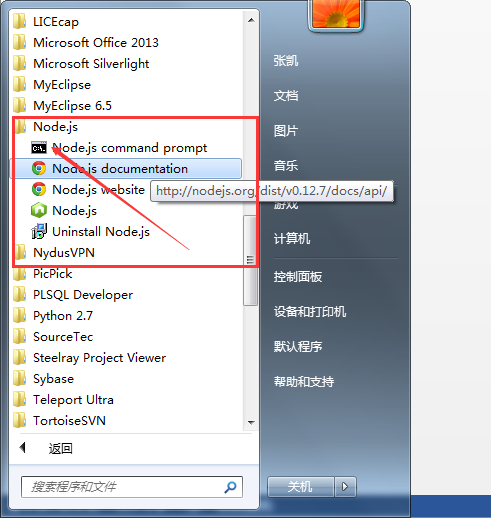 LICEcap
Microsoft Office 2013
Microsoft Silverlight
MyEclipse
MyEclipse 6.5
Node.js
Node.js command prompt
Node.js documentation
Node.js website
http://nodejs.org/dist/v0.12.7/docs/api/
Node.js
Uninstall Node.js
NydusVPN
PicPick
PLSQL Developer
Python 2.7
SourceTec
Steelray Project Viewer
Sybase
Teleport Ultra
TortoiseSVN
返回
搜索程序和文件
张凯
文档
图片
音乐
游戏
计算机
控制面板
设备和打印机
默认程序
帮助和支持
关机